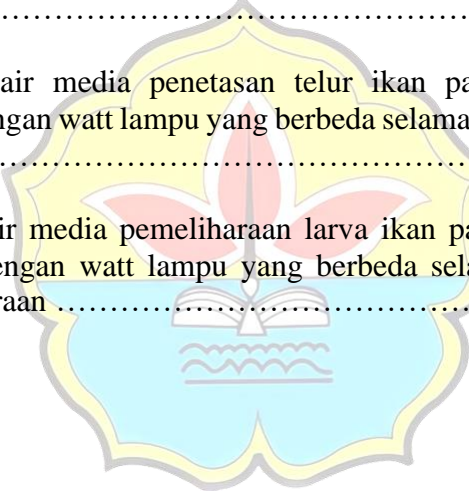 ……………………………………………
air media penetasan telur ikan pa
ngan watt lampu yang berbeda selama
……………………………………………
ir media pemeliharaan larva ikan pa
engan watt lampu yang berbeda sela
raan ……………………………………